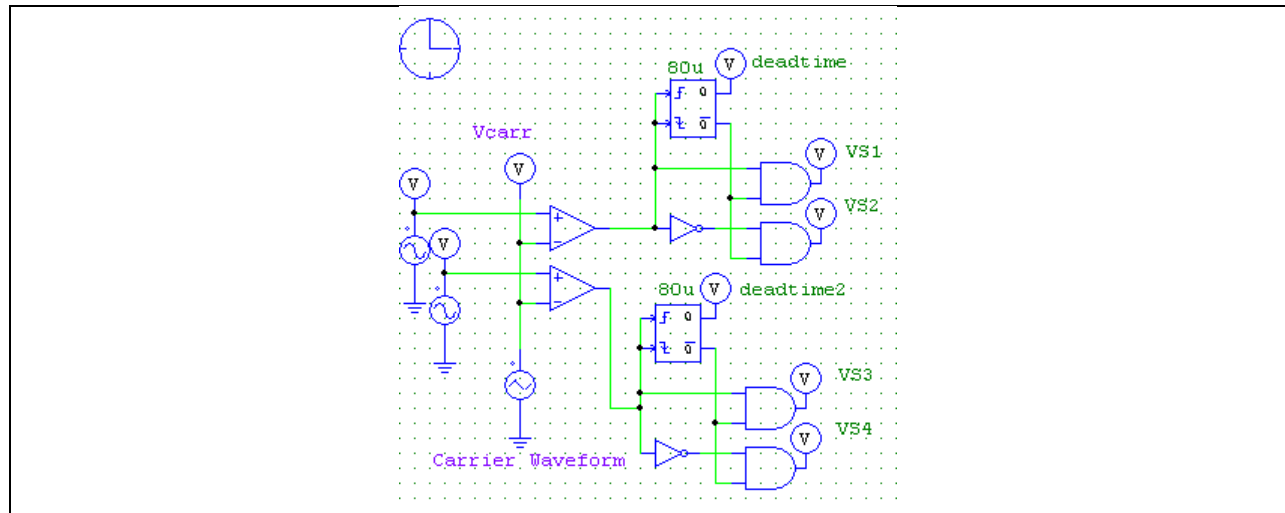 V deadtime
80u
Q
Q
Vcarr
V
V VS1
V
V VS2
V
+
−
+
−
80u V deadtime2
Q
Q
V VS3
V VS4
Carrier Waveform